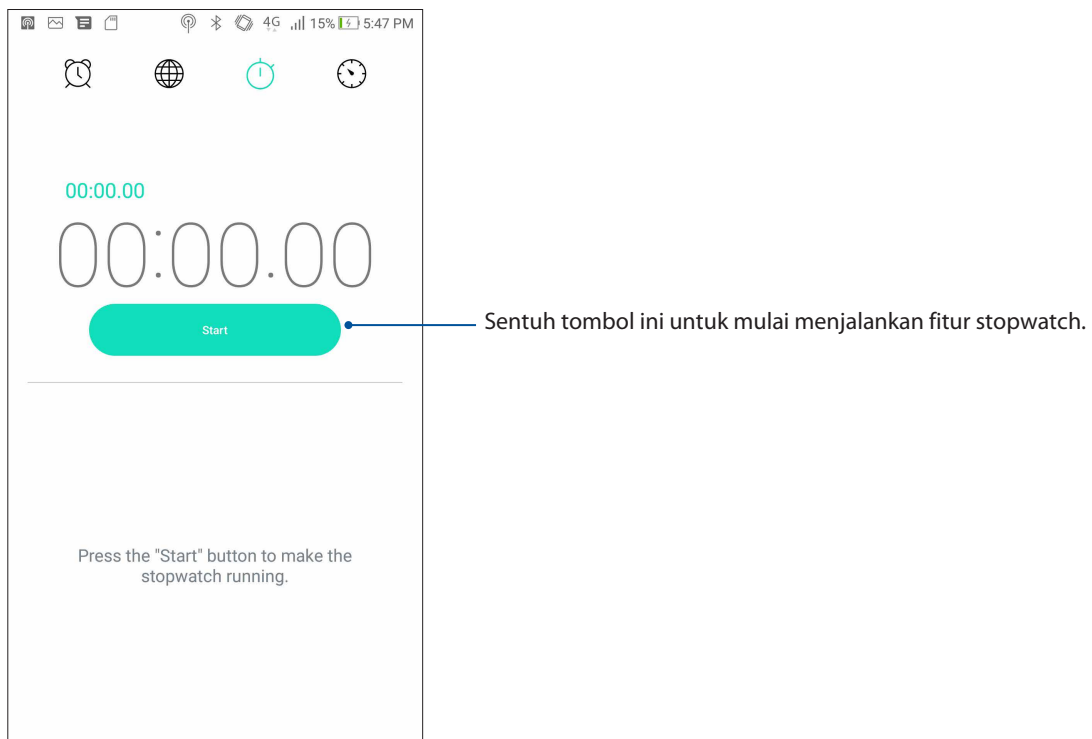 4G 15% 5:47 PM
00:00.00
00:00.00
Start
Sentuh tombol ini untuk mulai menjalankan fitur stopwatch.
Press the "Start" button to make the
stopwatch running.